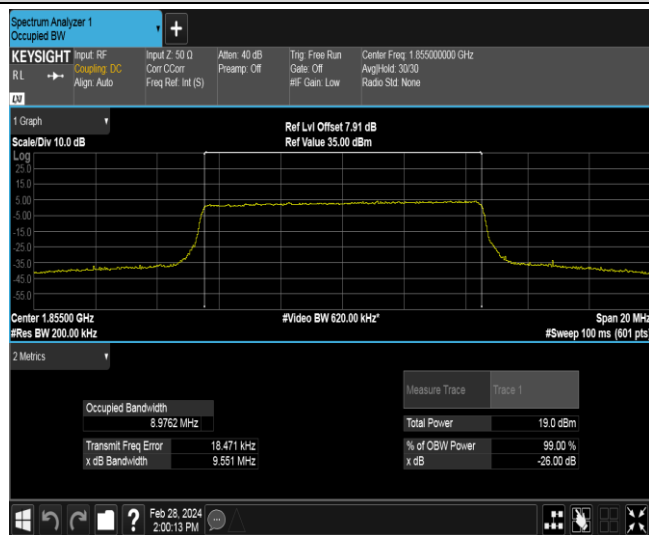 Spectrum Analyzer 1
Occupied BW
+
KEYSIGHT
RL
LXI
Input: RF
Coupling: DC
Align: Auto
Input Z: 50 Ω
Corr CCorr
Freq Ref: Int (S)
Atten: 40 dB
Preamp: Off
Trig: Free Run
Gate: Off
#IF Gain: Low
Center Freq: 1.855000000 GHz
Avg|Hold: 30/30
Radio Std: None
1 Graph
Scale/Div 10.0 dB
Ref Lvl Offset 7.91 dB
Ref Value 35.00 dBm
Log
25.0
15.0
5.00
-5.00
-15.0
-25.0
-35.0
-45.0
-55.0
Center 1.85500 GHz
#Video BW 620.00 kHz*
Span 20 MHz
#Res BW 200.00 kHz
#Sweep 100 ms (601 pts)
2 Metrics
Measure Trace Trace 1
Occupied Bandwidth
8.9762 MHz
Total Power 19.0 dBm
Transmit Freq Error 18.471 kHz
% of OBW Power 99.00 %
x dB Bandwidth 9.551 MHz
x dB -26.00 dB
?
Feb 28, 2024
2:00:13 PM